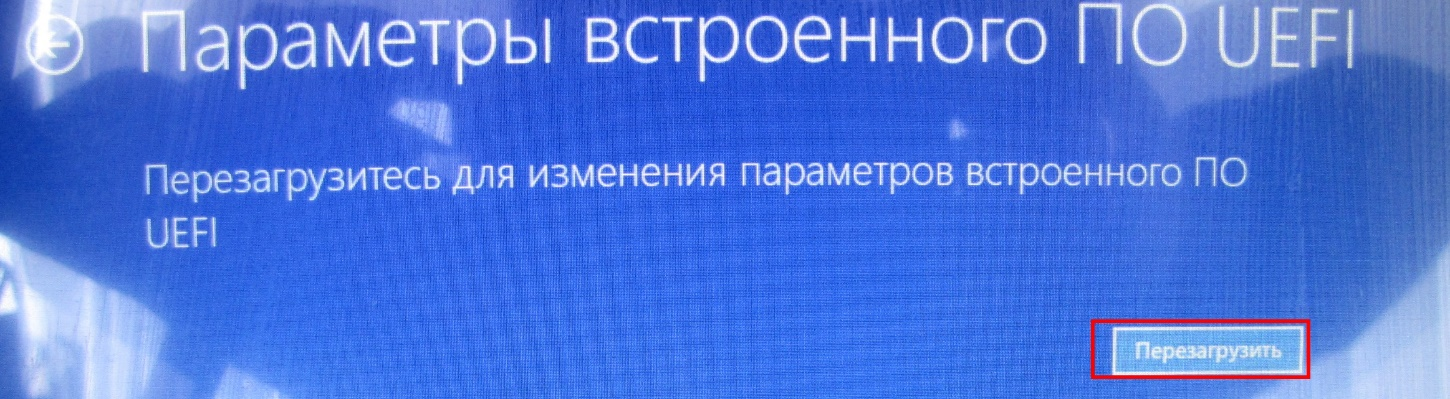 Параметры встроенного ПО UEFI
Перезагрузитесь для изменения параметров встроенного ПО
UEFI
Перезагрузить